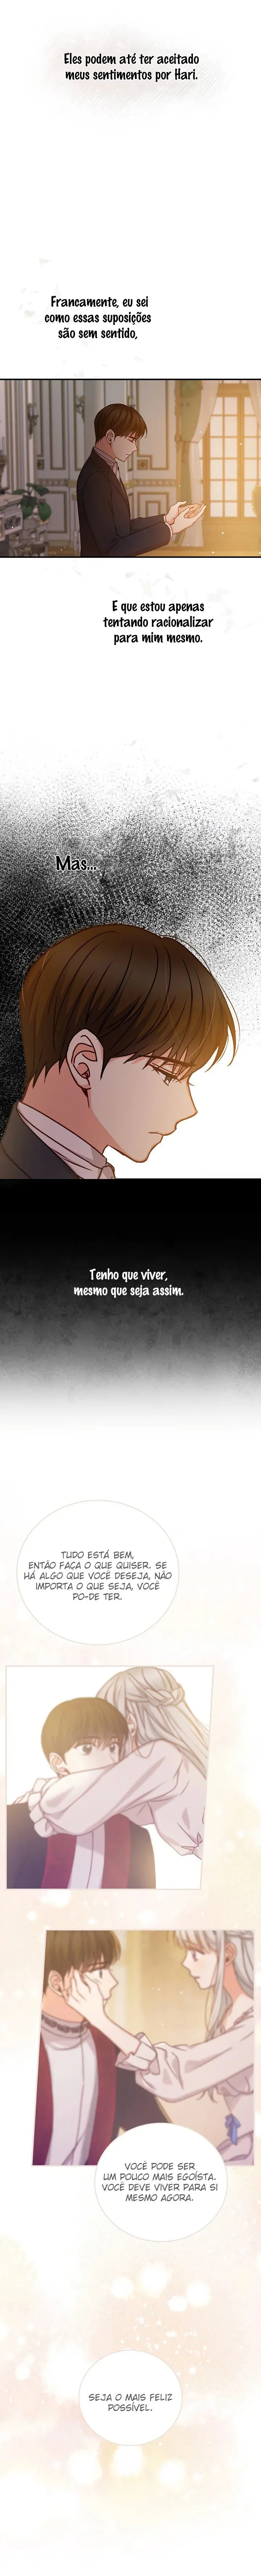 Eles podem até ter aceitado
meus sentimentos por Hari.
Francamente, eu sei
como essas suposições
são sem sentido,
E que estou apenas
tentando racionalizar
para mim mesmo.
Mas...
Tenho que viver,
mesmo que seja assim.
TUDO ESTÁ BEM,
ENTÃO FAÇA O QUE QUISER. SE
HÁ ALGO QUE VOCÊ DESEJA, NÃO
IMPORTA O QUE SEJA, VOCÊ
PO-DE TER.
VOCÊ PODE SER
UM POUCO MAIS EGOÍSTA.
VOCÊ DEVE VIVER PARA SI
MESMO AGORA.
SEJA O MAIS FELIZ
POSSÍVEL.